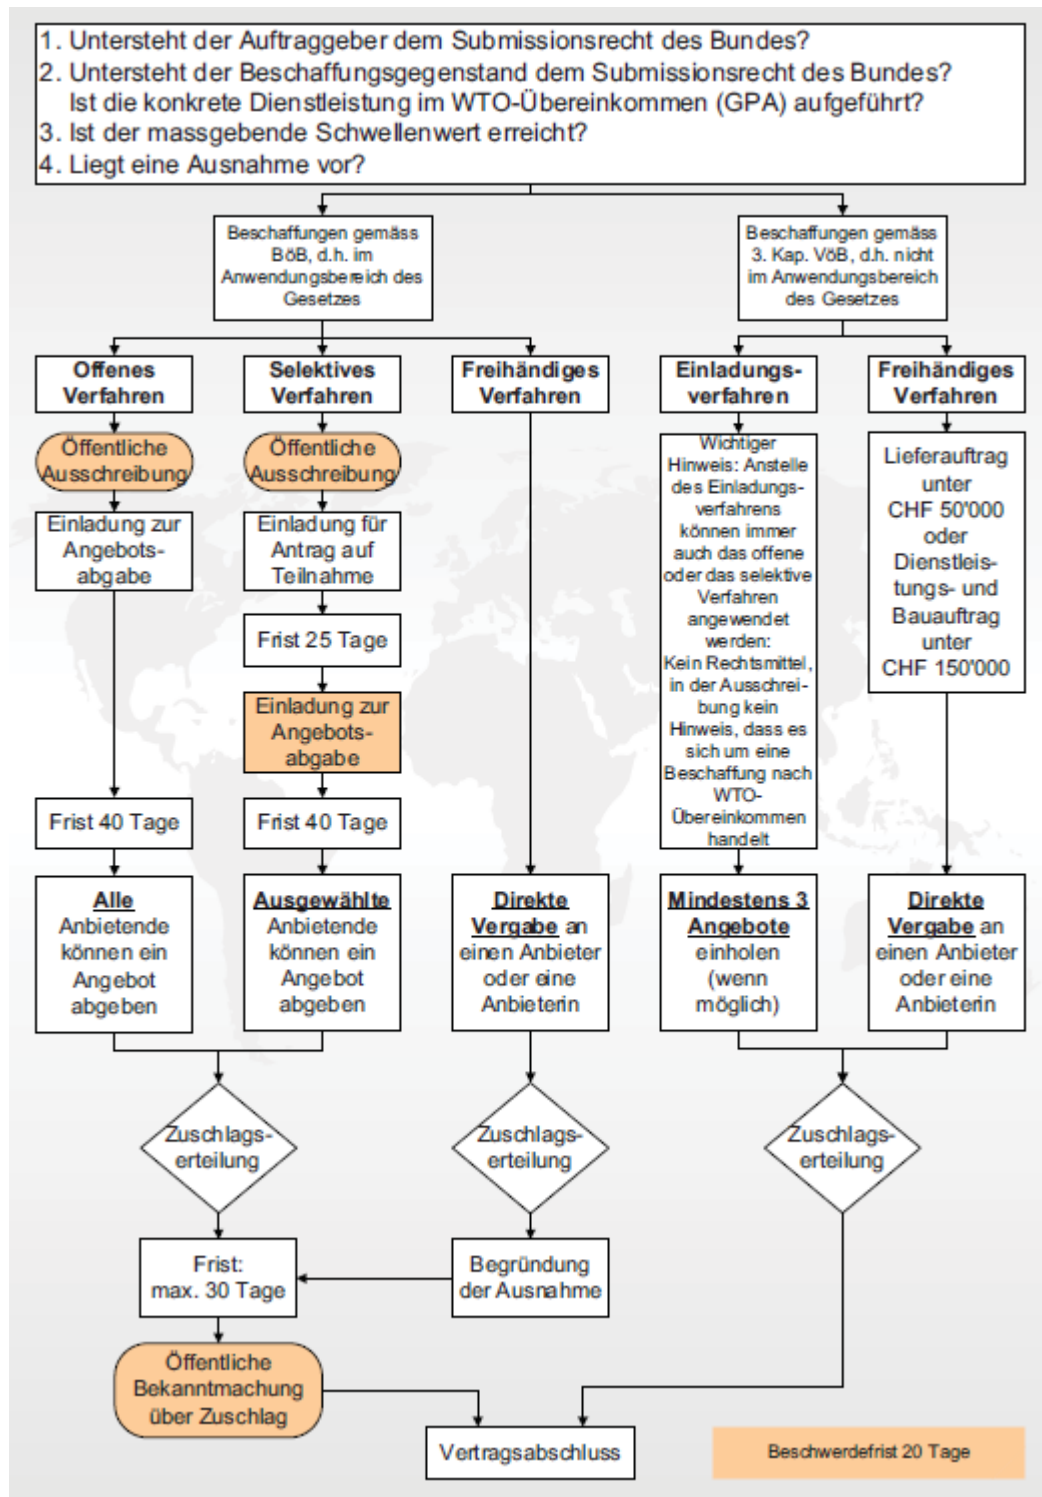 1. Untersteht der Auftraggeber dem Submissionsrecht des Bundes?
2. Untersteht der Beschaffungsgegenstand dem Submissionsrecht des Bundes?
Ist die konkrete Dienstleistung im WTO-Übereinkommen (GPA) aufgeführt?
3. Ist der massgebende Schwellenwert erreicht?
4. Liegt eine Ausnahme vor?
Beschaffungen gemäss
BöB, d.h. im
Anwendungsbereich des
Gesetzes
Beschaffungen gemäss
3. Kap. VöB, d.h. nicht
im Anwendungsbereich
des Gesetzes
Offenes
Verfahren
Selektives
Verfahren
Freihändiges
Verfahren
Einladungs-
verfahren
Freihändiges
Verfahren
Öffentliche
Ausschreibung
Einladung zur
Angebots-
abgabe
Frist 40 Tage
Alle
Anbietende
können ein
Angebot
abgeben
Öffentliche
Ausschreibung
Einladung für
Antrag auf
Teilnahme
Frist 25 Tage
Einladung zur
Angebots-
abgabe
Frist 40 Tage
Ausgewählte
Anbietende
können ein
Angebot
abgeben
Direkte
Vergabe an
einen Anbieter
oder eine
Anbieterin
Wichtiger
Hinweis: Anstelle
des Einladungs-
verfahrens
können immer
auch das offene
oder das selektive
Verfahren
angewendet
werden:
Kein Rechtsmittel,
in der Ausschrei-
bung kein
Hinweis, dass es
sich um eine
Beschaffung nach
WTO-
Übereinkommen
handelt
Mindestens 3
Angebote
einholen
(wenn
möglich)
Lieferauftrag
unter
CHF 50'000
oder
Dienstleis-
tungs- und
Bauauftrag
unter
CHF 150'000
Direkte
Vergabe an
einen Anbieter
oder eine
Anbieterin
Zuschlags-
erteilung
Zuschlags-
erteilung
Zuschlags-
erteilung
Frist:
max. 30 Tage
Begründung
der Ausnahme
Öffentliche
Bekanntmachung
über Zuschlag
Vertragsabschluss
Beschwerdefrist 20 Tage